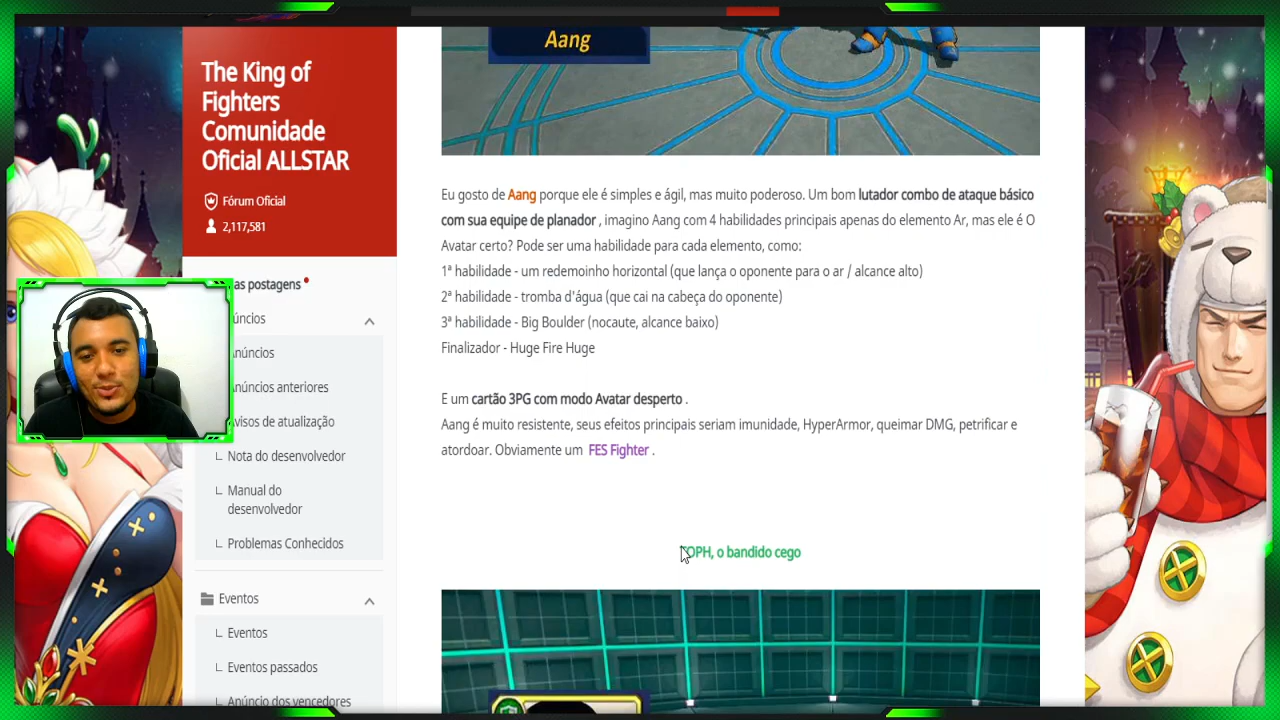 The King of
Fighters
Comunidade
Oficial ALLSTAR
Fórum Oficial
2,117,581
as postagens
úncios
Anúncios
Anúncios anteriores
visos de atualização
Nota do desenvolvedor
Manual do
desenvolvedor
Problemas Conhecidos
Eventos
Eventos
Eventos passados
Anúncio dos vencedores
Aang
Eu gosto de Aang porque ele é simples e ágil, mas muito poderoso. Um bom lutador combo de ataque básico
com sua equipe de planador , imagino Aang com 4 habilidades principais apenas do elemento Ar, mas ele é O
Avatar certo? Pode ser uma habilidade para cada elemento, como:
1ª habilidade - um redemoinho horizontal (que lança o oponente para o ar / alcance alto)
2ª habilidade - tromba d'água (que cai na cabeça do oponente)
3ª habilidade - Big Boulder (nocaute, alcance baixo)
Finalizador - Huge Fire Huge
E um cartão 3PG com modo Avatar desperto .
Aang é muito resistente, seus efeitos principais seriam imunidade, HyperArmor, queimar DMG, petrificar e
atordoar. Obviamente um FES Fighter .
TOPH, o bandido cego